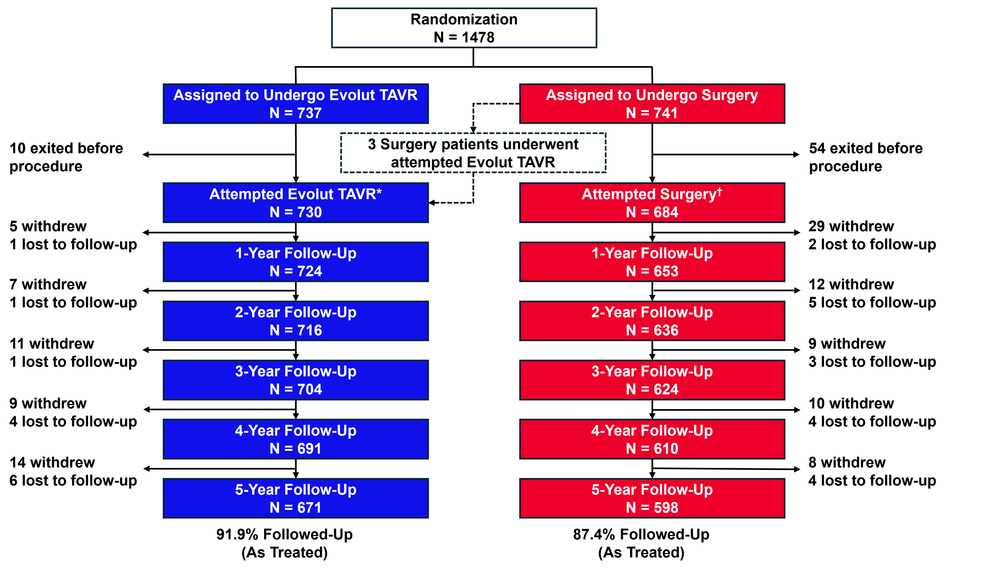 Randomization
N = 1478
Assigned to Undergo Evolut TAVR
N = 737
Assigned to Undergo Surgery
N = 741
10 exited before
procedure
3 Surgery patients underwent
attempted Evolut TAVR
54 exited before
procedure
Attempted Evolut TAVR*
N = 730
Attempted Surgery†
N = 684
5 withdrew
1 lost to follow-up
29 withdrew
2 lost to follow-up
1-Year Follow-Up
N = 724
1-Year Follow-Up
N = 653
7 withdrew
1 lost to follow-up
12 withdrew
5 lost to follow-up
2-Year Follow-Up
N = 716
2-Year Follow-Up
N = 636
11 withdrew
1 lost to follow-up
9 withdrew
3 lost to follow-up
3-Year Follow-Up
N = 704
3-Year Follow-Up
N = 624
9 withdrew
4 lost to follow-up
10 withdrew
4 lost to follow-up
4-Year Follow-Up
N = 691
4-Year Follow-Up
N = 610
14 withdrew
6 lost to follow-up
8 withdrew
4 lost to follow-up
5-Year Follow-Up
N = 671
5-Year Follow-Up
N = 598
91.9% Followed-Up
(As Treated)
87.4% Followed-Up
(As Treated)